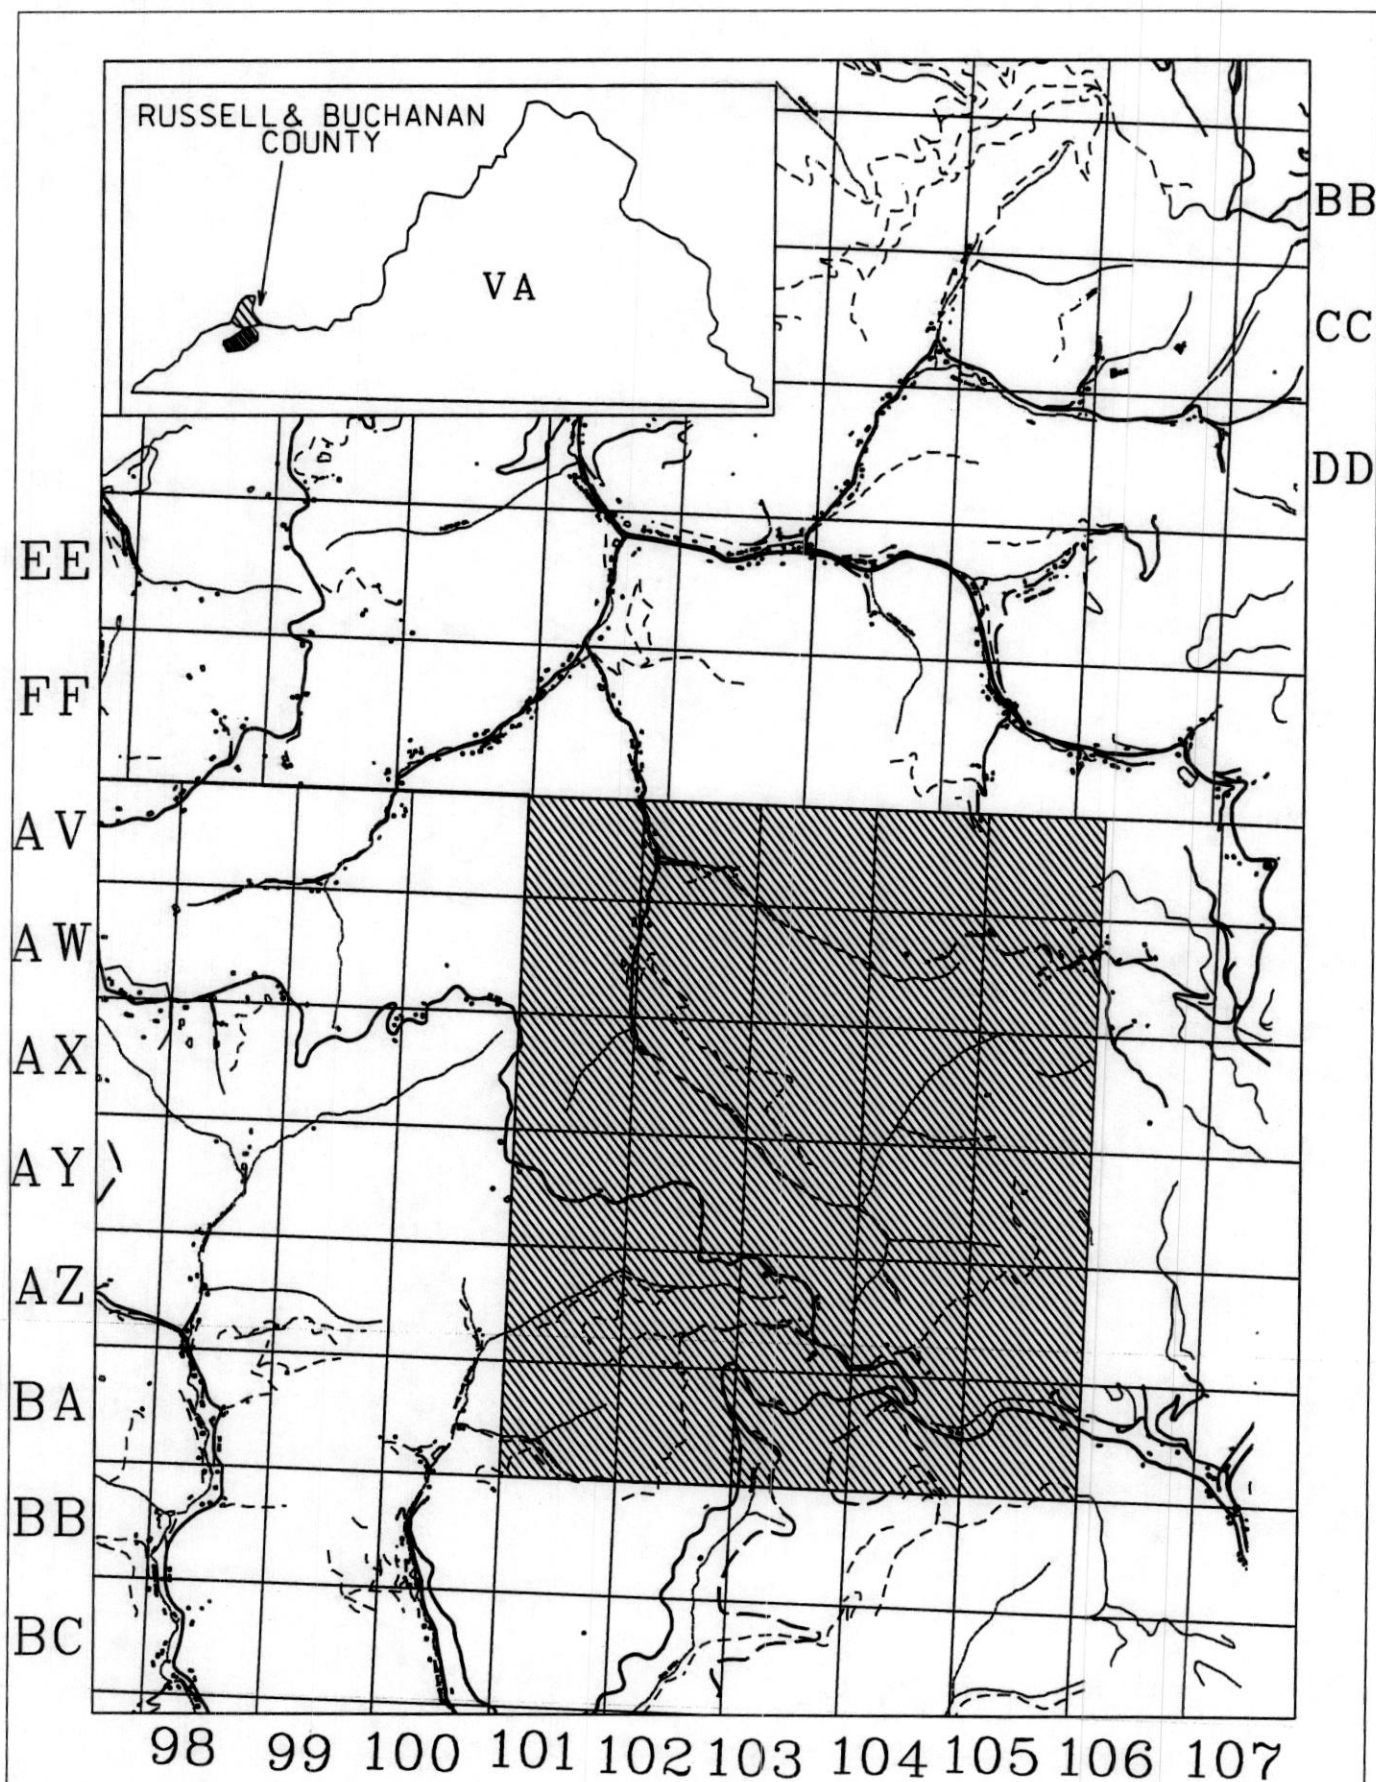 RUSSELL & BUCHANAN
COUNTY
VA
BB
CC
DD
EE
FF
AV
AW
AX
AY
AZ
BA
BB
BC
98 99 100 101 102 103 104 105 106 107